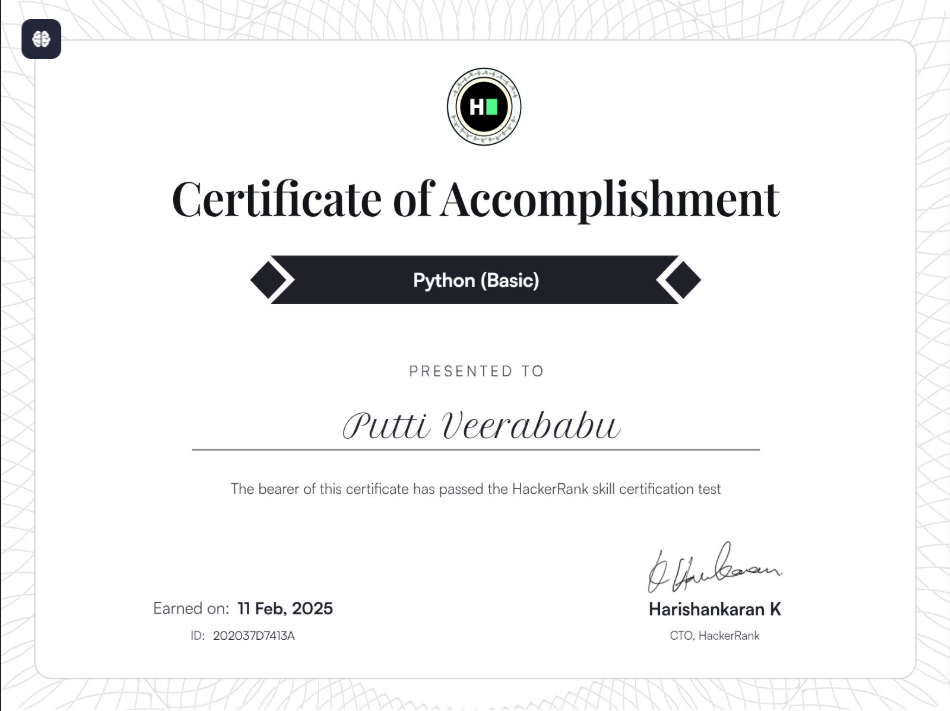 H
Certificate of Accomplishment
Python (Basic)
PRESENTED TO
Putti Veerababu
The bearer of this certificate has passed the HackerRank skill certification test
Earned on: 11 Feb, 2025
ID: 202037D7413A
Harishankaran K
CTO, HackerRank